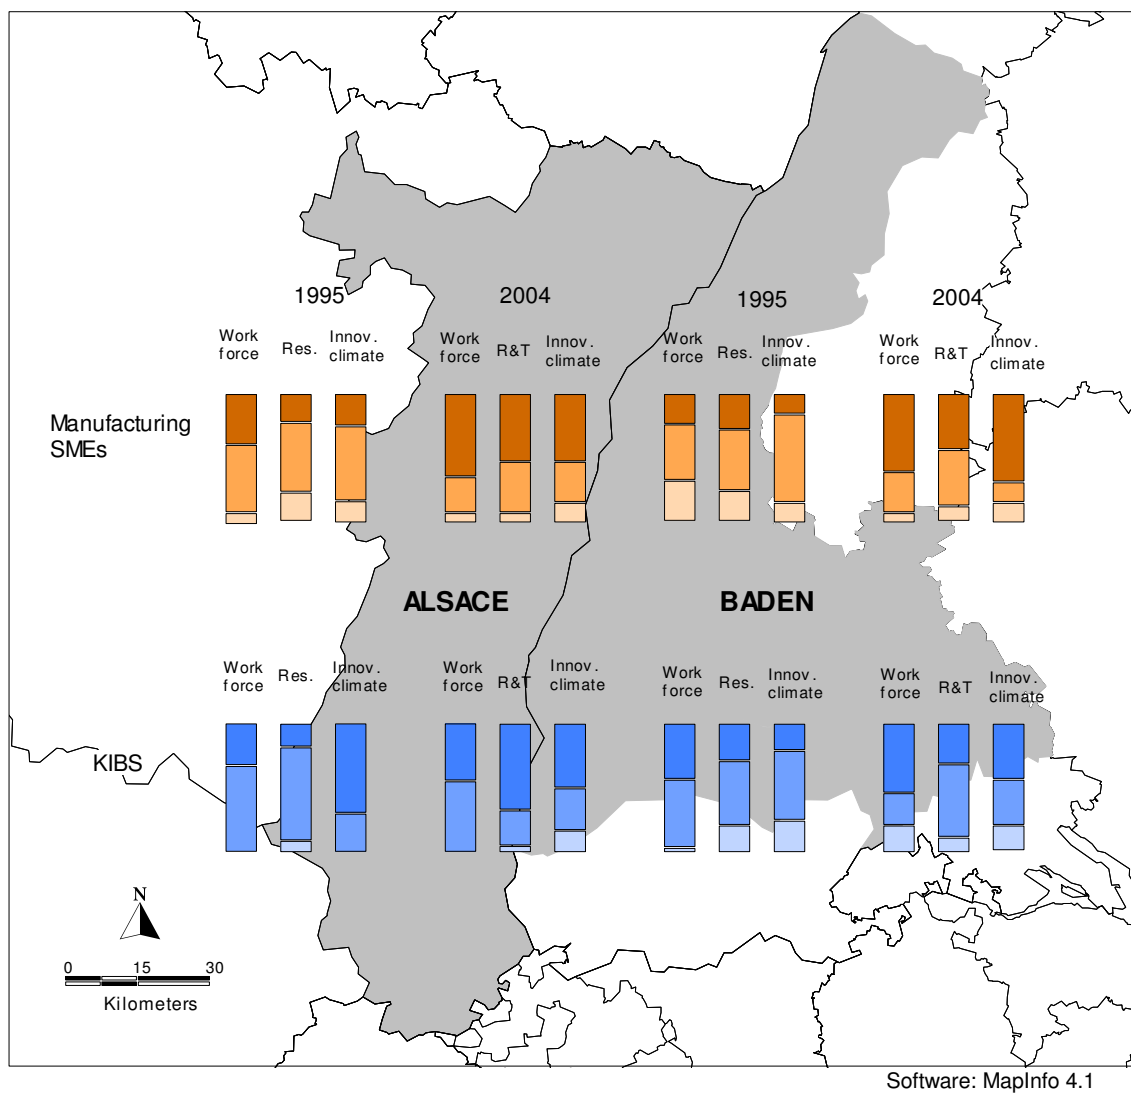 1995 2004 1995 2004
Work Res. Innov. Work R&T Innov. Work Res. Innov. Work R&T Innov.
force climate force climate force climate force climate
Manufacturing
SMEs
ALSACE BADEN
Work Res. Innov. Work R&T Innov. Work Res. Innov. Work R&T Innov.
force climate force climate force climate force climate
KIBS
N
0 15 30
Kilometers
Software: MapInfo 4.1